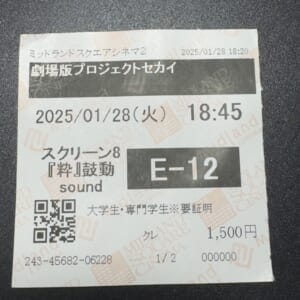 ミッドランドスクエアシネマ2 2025/01/28 18:20
劇場版プロジェクトセカイ
2025/01/28(火) 18:45
スクリーン8
『粋』鼓動
sound
E-12
大学生・専門学生※要証明
クレ 1,500円
243-45682-06228 1/2 000000